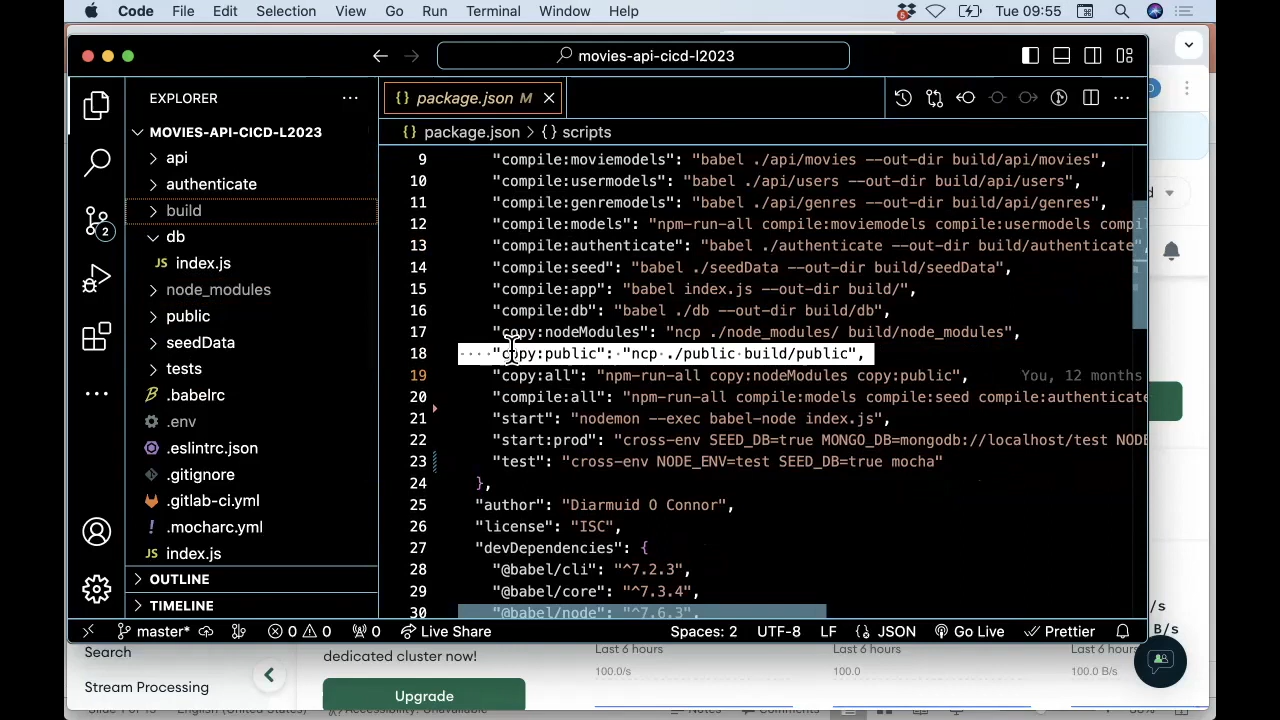 Code File Edit Selection View Go Run Terminal Window Help
5
Tue 09:55
movies-api-cicd-l2023
EXPLORER
MOVIES-API-CICD-L2023
api
authenticate
build
db
JS index.js
node_modules
public
seedData
tests
.babelrc
.env
.eslintrc.json
.gitignore
.gitlab-ci.yml
! .mocharc.yml
JS index.js
OUTLINE
TIMELINE
2
{} package.json M
{} package.json > {} scripts
9 "compile:moviemodels": "babel ./api/movies --out-dir build/api/movies",
10 "compile:usermodels": "babel ./api/users --out-dir build/api/users",
11 "compile:genremodels": "babel ./api/genres --out-dir build/api/genres",
12 "compile:models": "npm-run-all compile:moviemodels compile:usermodels compil
13 "compile:authenticate": "babel ./authenticate --out-dir build/authenticate",
14 "compile:seed": "babel ./seedData --out-dir build/seedData",
15 "compile:app": "babel index.js --out-dir build/",
16 "compile:db": "babel ./db --out-dir build/db",
17 "copy:nodeModules": "ncp ./node_modules/ build/node_modules",
18 "copy:public": "ncp ./public build/public",
19 "copy:all": "npm-run-all copy:nodeModules copy:public", You, 12 months
20 "compile:all": "npm-run-all compile:models compile:seed compile:authenticate
21 "start": "nodemon --exec babel-node index.js",
22 "start:prod": "cross-env SEED_DB=true MONGO_DB=mongodb://localhost/test NODE
23 "test": "cross-env NODE_ENV=test SEED_DB=true mocha"
24 },
25 "author": "Diarmuid O Connor",
26 "license": "ISC",
27 "devDependencies": {
28 "@babel/cli": "^7.2.3",
29 "@babel/core": "^7.3.4",
30 "@babel/node": "^7.6.3",
master* 0 0 0 Live Share Spaces: 2 UTF-8 LF {} JSON Go Live Prettier
/s
B/s
Search
Stream Processing
dedicated cluster now!
Upgrade
Last 6 hours
100.0/s
Last 6 hours
100.0
Last 6 hours
100.0 B/s